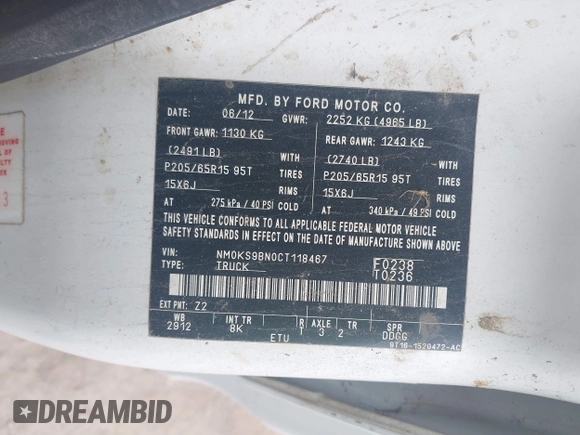 MFD. BY FORD MOTOR CO.
DATE: 06/12 GVWR: 2252 KG (4965 LB)
FRONT GAWR: 1130 KG REAR GAWR: 1243 KG
(2491 LB) WITH (2740 LB) WITH
P205/65R15 95T TIRES P205/65R15 95T TIRES
15X6J RIMS 15X6J RIMS
AT 275 kPa / 40 PSI COLD AT 340 kPa / 49 PSI COLD
THIS VEHICLE CONFORMS TO ALL APPLICABLE FEDERAL MOTOR VEHICLE
SAFETY STANDARDS IN EFFECT ON THE DATE OF MANUFACTURE SHOWN ABOVE.
VIN: NM0KS9BN0CT118467 F0238
TYPE: TRUCK T0236
EXT PNT: Z2
WB INT TR R AXLE TR SPR
2912 8K T 3 2 DDGG
ETU
9T16-1520472-AC
3
DREAMBID